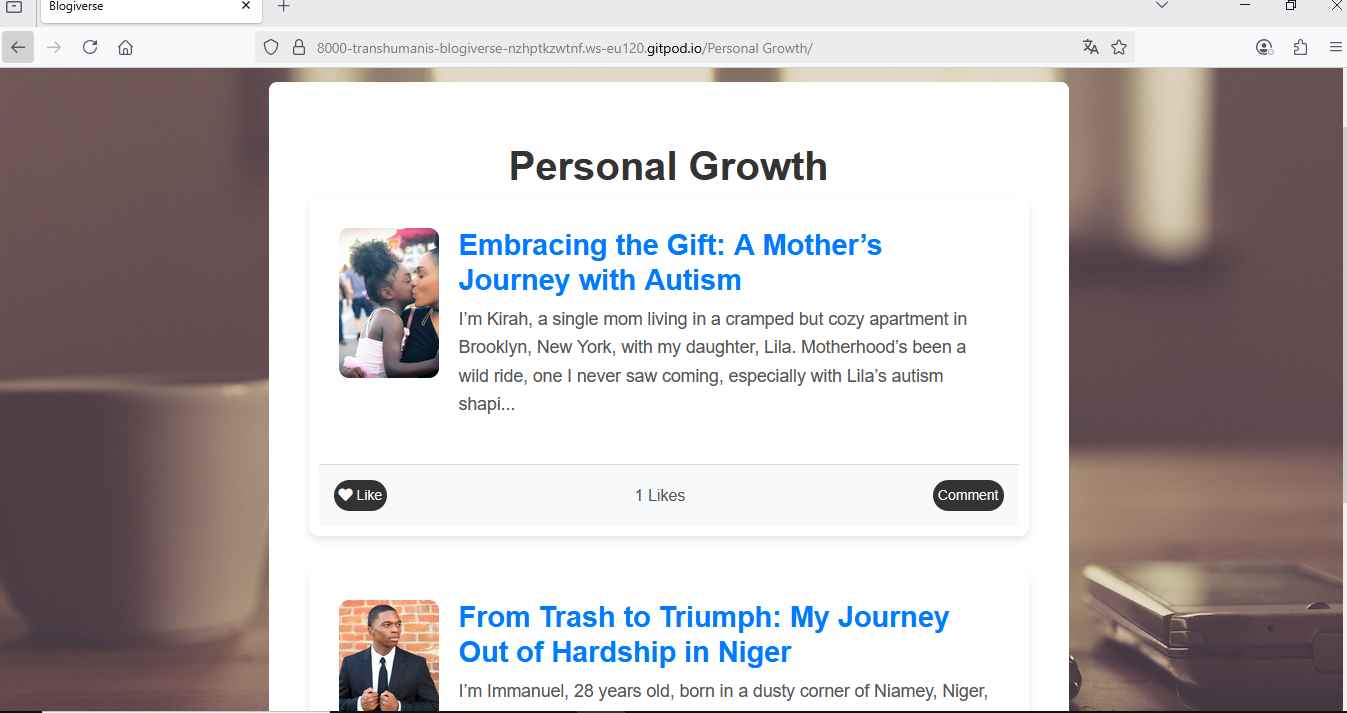 Blogiverse
8000-transhumanis-blogiverse-nzhptkzwtnf.ws-eu120.gitpod.io/Personal Growth/
Personal Growth
Embracing the Gift: A Mother’s
Journey with Autism
I’m Kirah, a single mom living in a cramped but cozy apartment in
Brooklyn, New York, with my daughter, Lila. Motherhood’s been a
wild ride, one I never saw coming, especially with Lila’s autism
shapi...
Like
1 Likes
Comment
From Trash to Triumph: My Journey
Out of Hardship in Niger
I’m Immanuel, 28 years old, born in a dusty corner of Niamey, Niger,